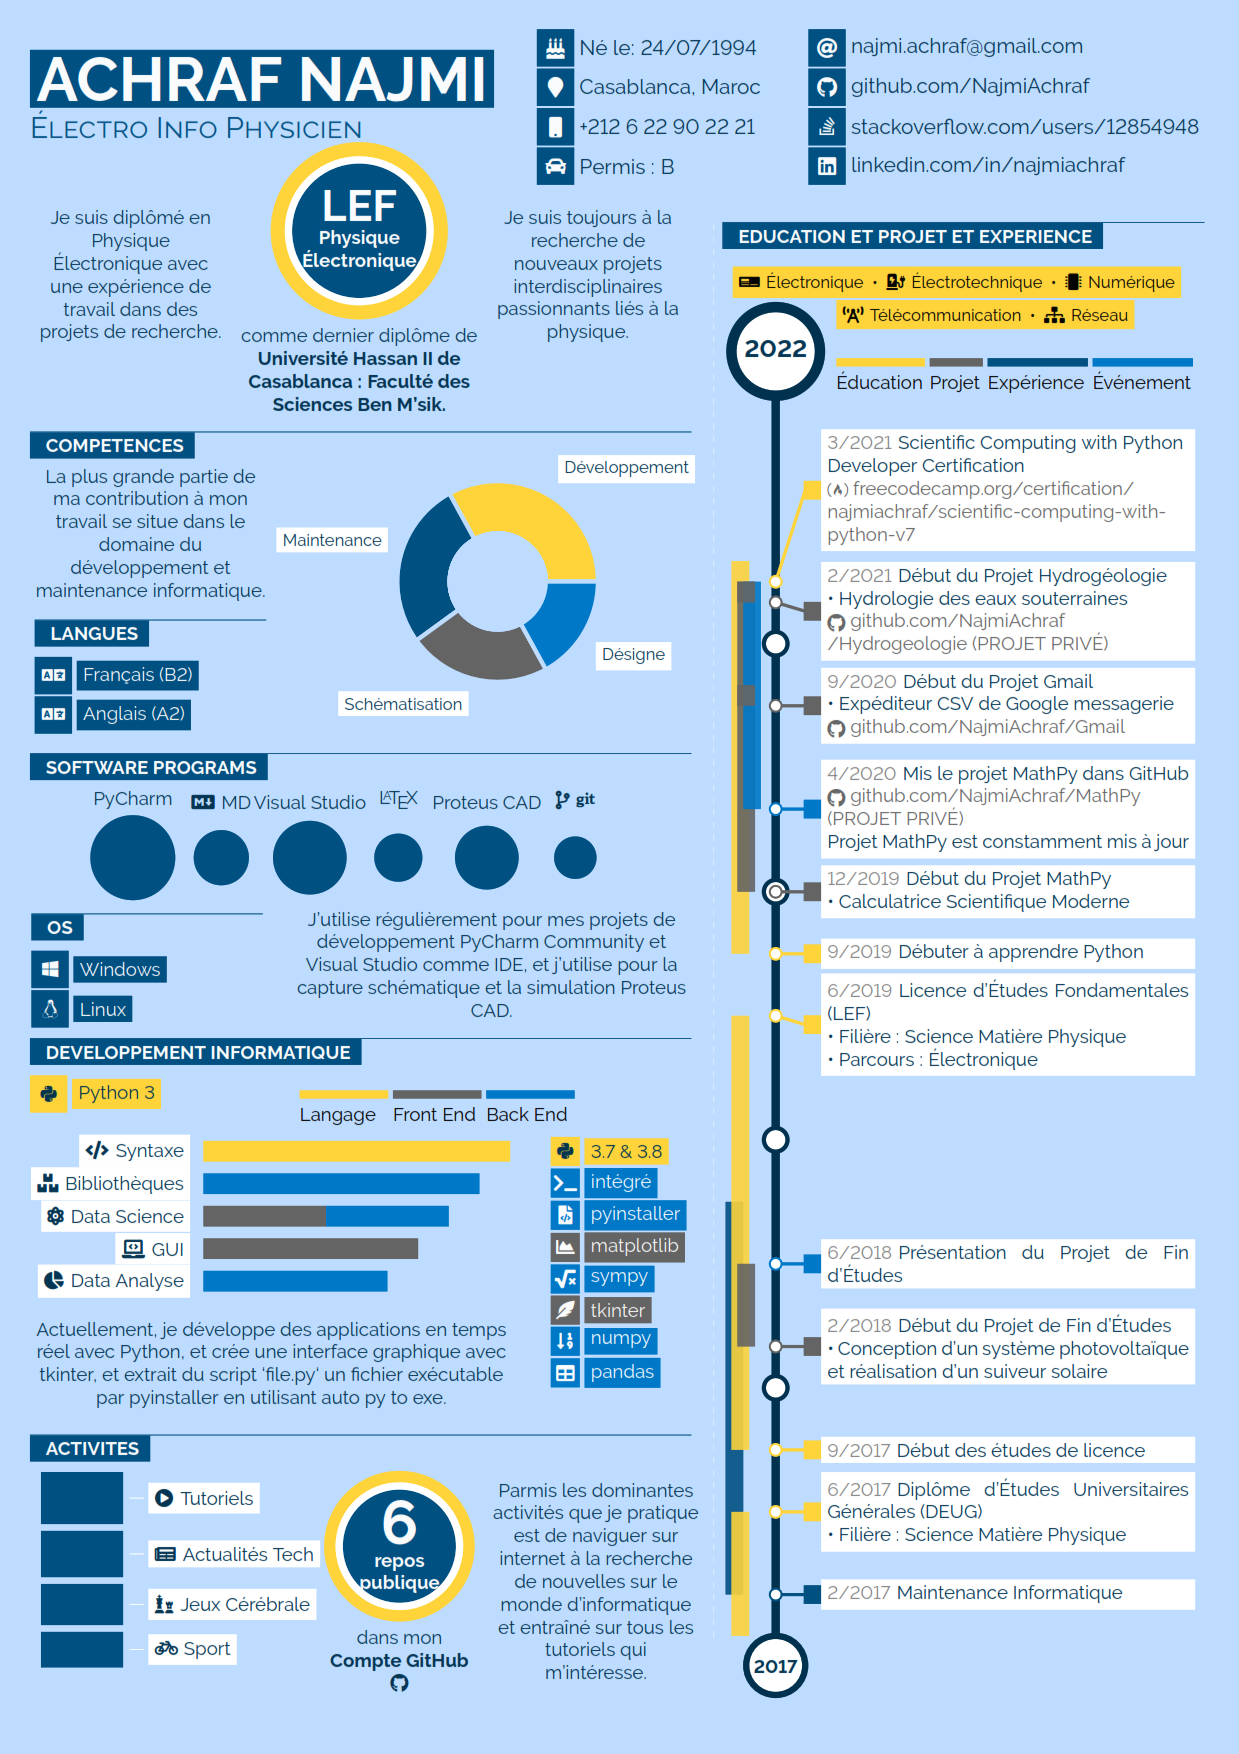 ACHRAF NAJMI
ÉLECTRO INFO PHYSICIEN
Né le: 24/07/1994
Casablanca, Maroc
+212 6 22 90 22 21
Permis : B
najmi.achraf@gmail.com
github.com/NajmiAchraf
stackoverflow.com/users/12854948
linkedin.com/in/najmiachraf
Je suis diplômé en
Physique
Électronique avec
une expérience de
travail dans des
projets de recherche.
LEF
Physique
Électronique
comme dernier diplôme de
Université Hassan II de
Casablanca : Faculté des
Sciences Ben M'sik.
Je suis toujours à la
recherche de
nouveaux projets
interdisciplinaires
passionnants liés à la
physique.
COMPETENCES
La plus grande partie de
ma contribution à mon
travail se situe dans le
domaine du
développement et
maintenance informatique.
Développement
Maintenance
Désigne
Schématisation
LANGUES
Français (B2)
Anglais (A2)
SOFTWARE PROGRAMS
PyCharm
MD Visual Studio
LATEX
Proteus CAD
git
OS
Windows
Linux
J'utilise régulièrement pour mes projets de
développement PyCharm Community et
Visual Studio comme IDE, et j'utilise pour la
capture schématique et la simulation Proteus
CAD.
DEVELOPPEMENT INFORMATIQUE
Python 3
Langage Front End Back End
Syntaxe
Bibliothèques
Data Science
GUI
Data Analyse
3.7 & 3.8
intégré
pyinstaller
matplotlib
sympy
tkinter
numpy
pandas
Actuellement, je développe des applications en temps
réel avec Python, et crée une interface graphique avec
tkinter, et extrait du script 'file.py' un fichier exécutable
par pyinstaller en utilisant auto py to exe.
ACTIVITES
Tutoriels
Actualités Tech
Jeux Cérébrale
Sport
6
repos
publique
dans mon
Compte GitHub
Parmis les dominantes
activités que je pratique
est de naviguer sur
internet à la recherche
de nouvelles sur le
monde d'informatique
et entraîné sur tous les
tutoriels qui
m'intéresse.
EDUCATION ET PROJET ET EXPERIENCE
Électronique • Électrotechnique • Numérique
Télécommunication • Réseau
2022
Éducation Projet Expérience Événement
3/2021 Scientific Computing with Python
Developer Certification
freecodecamp.org/certification/
najmiachraf/scientific-computing-with-
python-v7
2/2021 Début du Projet Hydrogéologie
• Hydrologie des eaux souterraines
github.com/NajmiAchraf
/Hydrogeologie (PROJET PRIVÉ)
9/2020 Début du Projet Gmail
• Expéditeur CSV de Google messagerie
github.com/NajmiAchraf/Gmail
4/2020 Mis le projet MathPy dans GitHub
github.com/NajmiAchraf/MathPy
(PROJET PRIVÉ)
Projet MathPy est constamment mis à jour
12/2019 Début du Projet MathPy
• Calculatrice Scientifique Moderne
9/2019 Débuter à apprendre Python
6/2019 Licence d'Études Fondamentales
(LEF)
• Filière : Science Matière Physique
• Parcours : Électronique
6/2018 Présentation du Projet de Fin
d'Études
2/2018 Début du Projet de Fin d'Études
• Conception d'un système photovoltaïque
et réalisation d'un suiveur solaire
9/2017 Début des études de licence
6/2017 Diplôme d'Études Universitaires
Générales (DEUG)
• Filière : Science Matière Physique
2/2017 Maintenance Informatique
2017